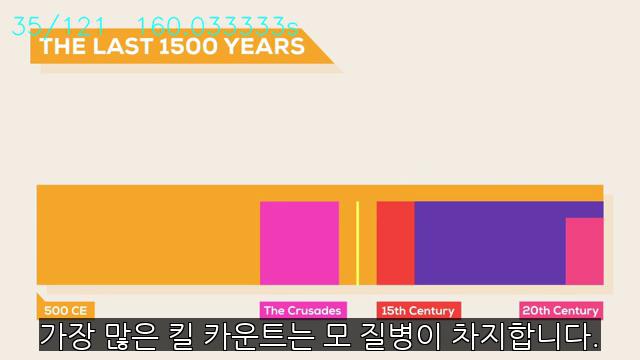 35/121 160.033333s
THE LAST 1500 YEARS
500 CE
The Crusades
15th Century
20th Century
가장 많은 킬 카운트는 모 질병이 차지합니다.